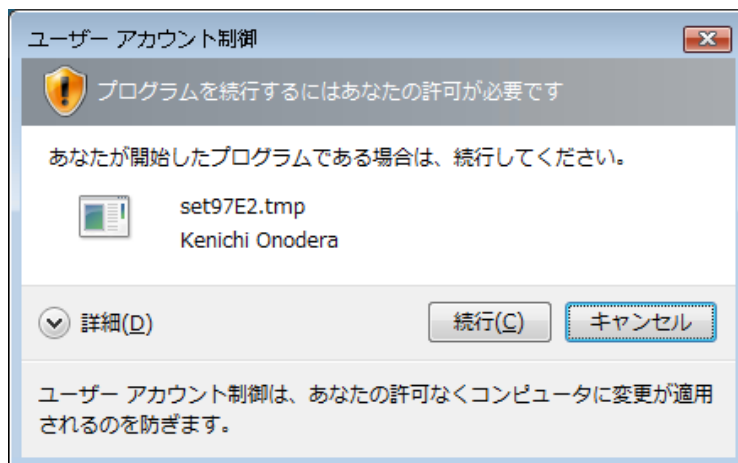 ユーザー アカウント制御
プログラムを続行するにはあなたの許可が必要です
あなたが開始したプログラムである場合は、続行してください。
set97E2.tmp
Kenichi Onodera
詳細(D)
続行(C)
キャンセル
ユーザー アカウント制御は、あなたの許可なくコンピュータに変更が適用
されるのを防ぎます。